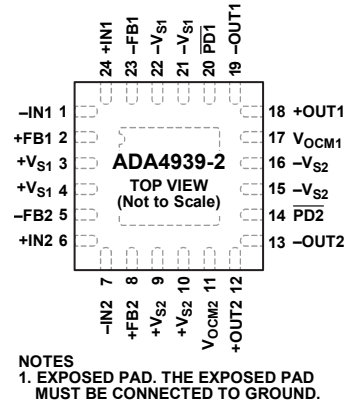 24 +IN1
23 –FB1
22 –VS1
21 –VS1
20 PD1
19 –OUT1
–IN1 1
+FB1 2
+VS1 3
+VS1 4
–FB2 5
+IN2 6
ADA4939-2
TOP VIEW
(Not to Scale)
18 +OUT1
17 VOCM1
16 –VS2
15 –VS2
14 PD2
13 –OUT2
–IN2 7
+FB2 8
+VS2 9
+VS2 10
VOCM2 11
+OUT2 12
NOTES
1. EXPOSED PAD. THE EXPOSED PAD
MUST BE CONNECTED TO GROUND.